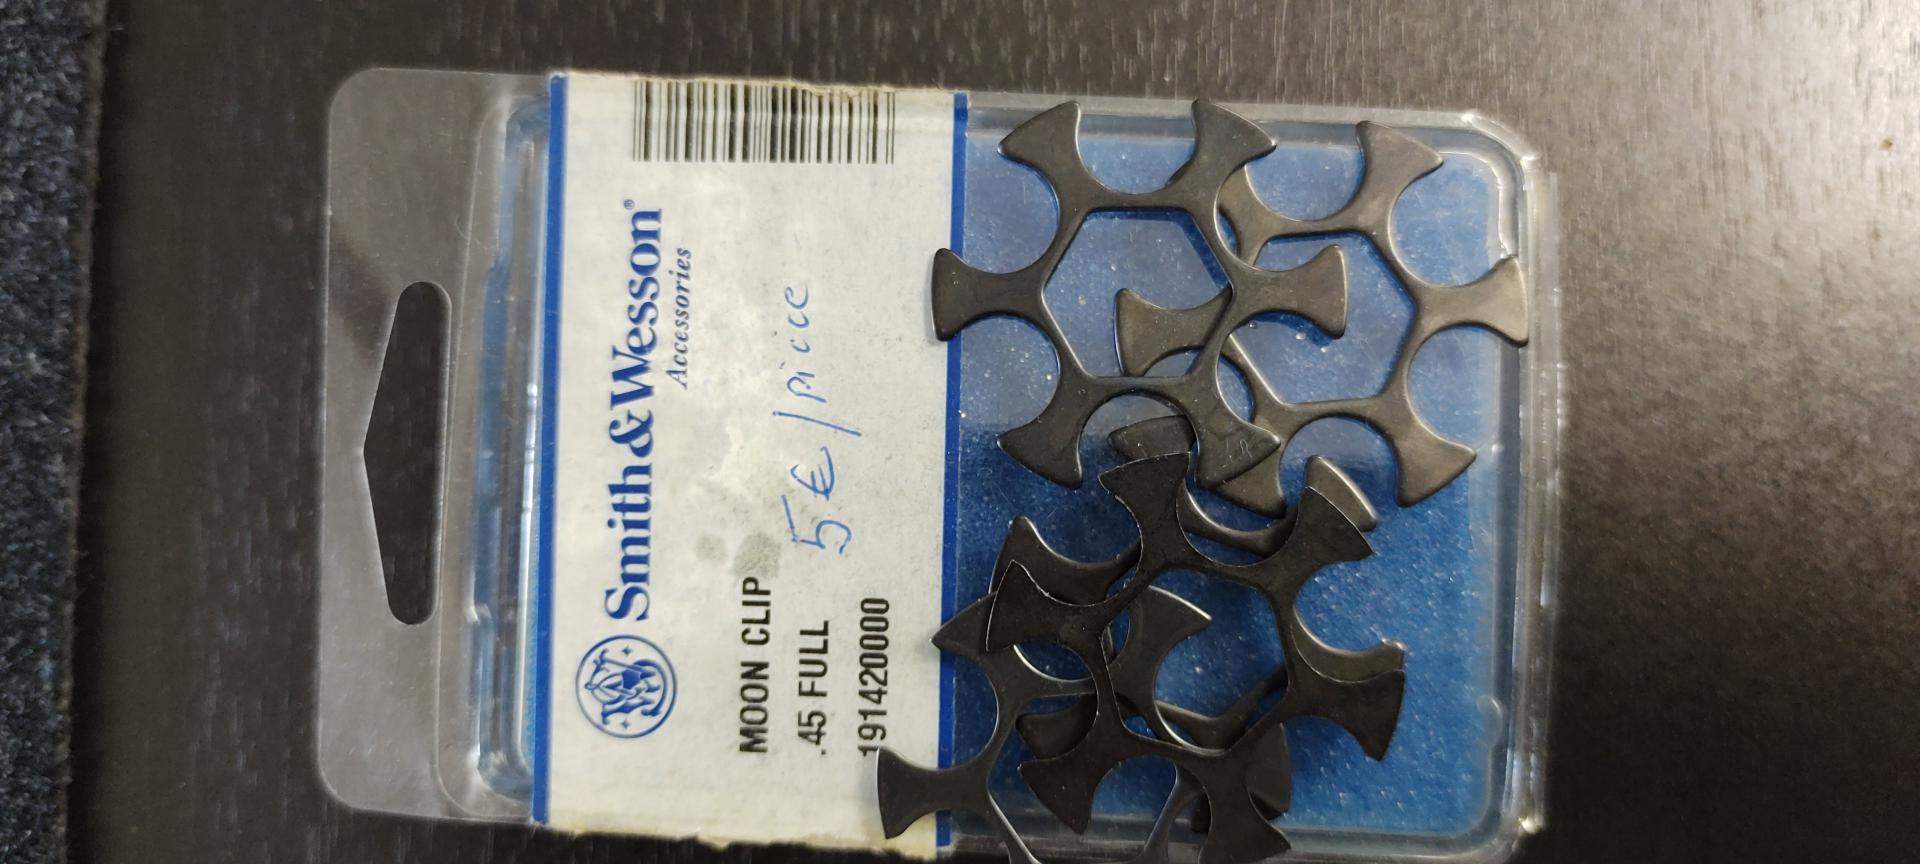 Smith & Wesson®
Accessories
MOON CLIP
.45 FULL 5€/piece
191420000